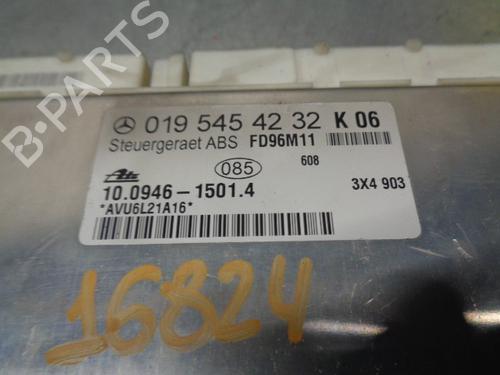 019 545 42 32 K 06
Steuergeraet ABS FD96M11
085 608
Ate
10.0946-1501.4 3X4 903
*AVU6L21A16*
16824
B-PARTS